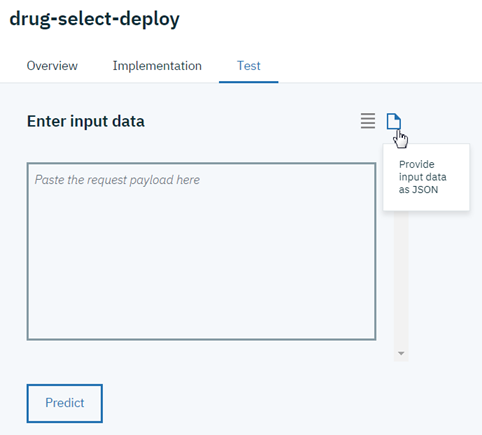 drug-select-deploy
Overview Implementation Test
Enter input data
Provide
input data
as JSON
Paste the request payload here
Predict